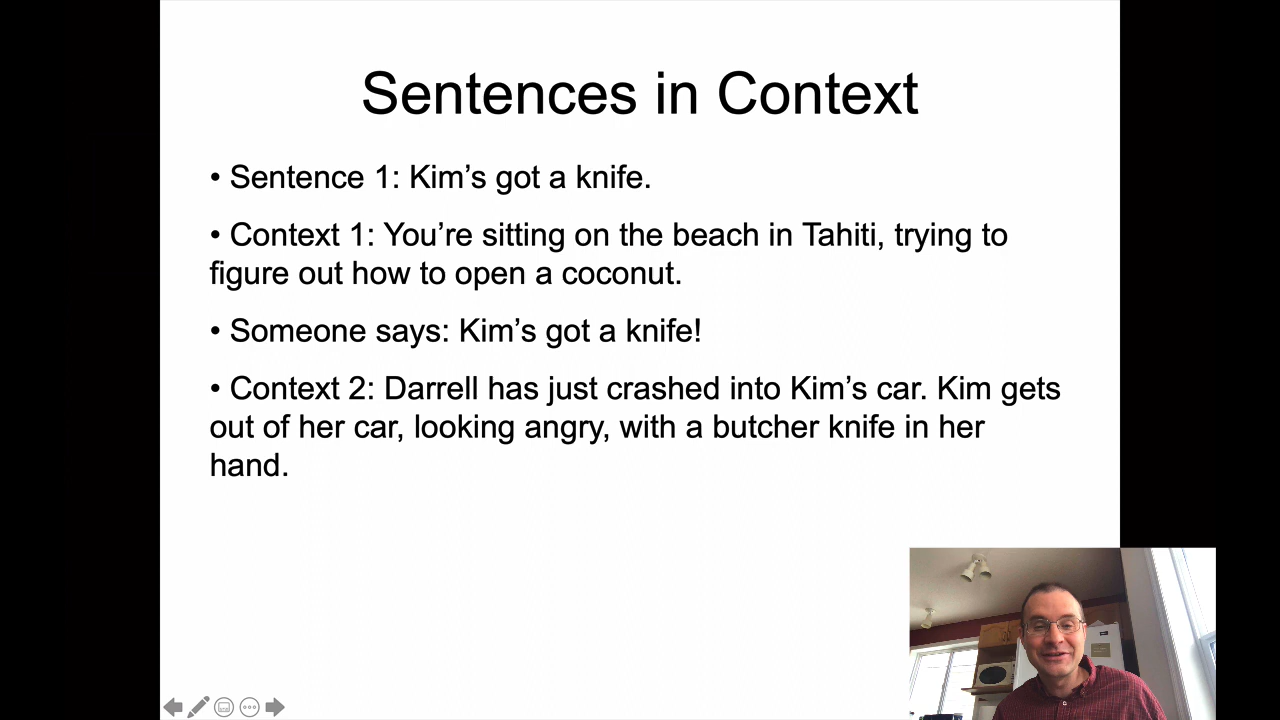 Sentences in Context
• Sentence 1: Kim’s got a knife.
• Context 1: You’re sitting on the beach in Tahiti, trying to
figure out how to open a coconut.
• Someone says: Kim’s got a knife!
• Context 2: Darrell has just crashed into Kim’s car. Kim gets
out of her car, looking angry, with a butcher knife in her
hand.